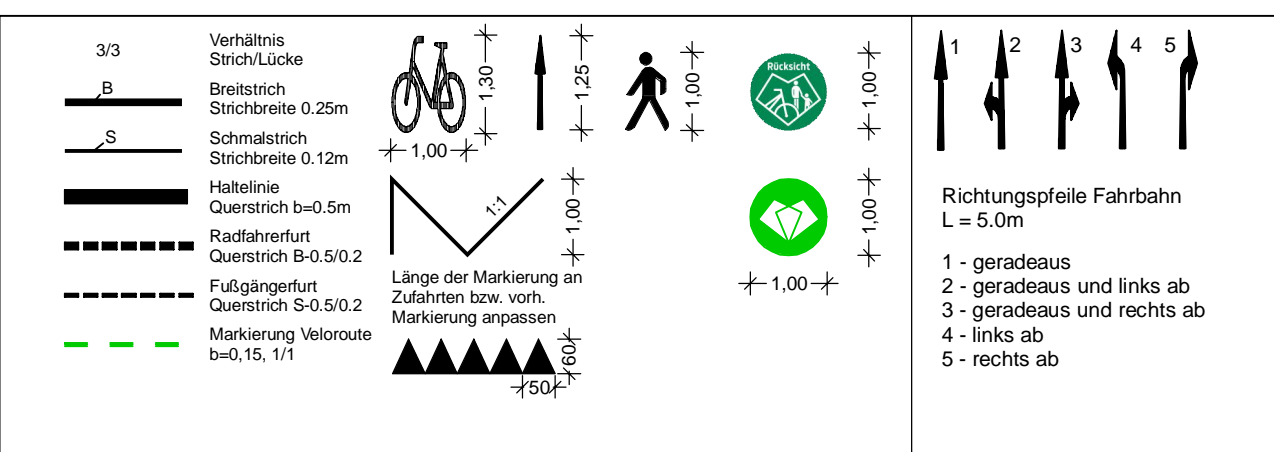 3/3
Verhältnis
Strich/Lücke
B
Breitstrich
Strichbreite 0.25m
S
Schmalstrich
Strichbreite 0.12m
Haltelinie
Querstrich b=0.5m
Radfahrerfurt
Querstrich B-0.5/0.2
Fußgängerfurt
Querstrich S-0.5/0.2
Markierung Veloroute
b=0,15, 1/1
1,30
1,00
1,25
1,00
Rücksicht
1,00
1:1
1,00
Länge der Markierung an
Zufahrten bzw. vorh.
Markierung anpassen
60
50
1,00
1,00
1 2 3 4 5
Richtungspfeile Fahrbahn
L = 5.0m
1 - geradeaus
2 - geradeaus und links ab
3 - geradeaus und rechts ab
4 - links ab
5 - rechts ab